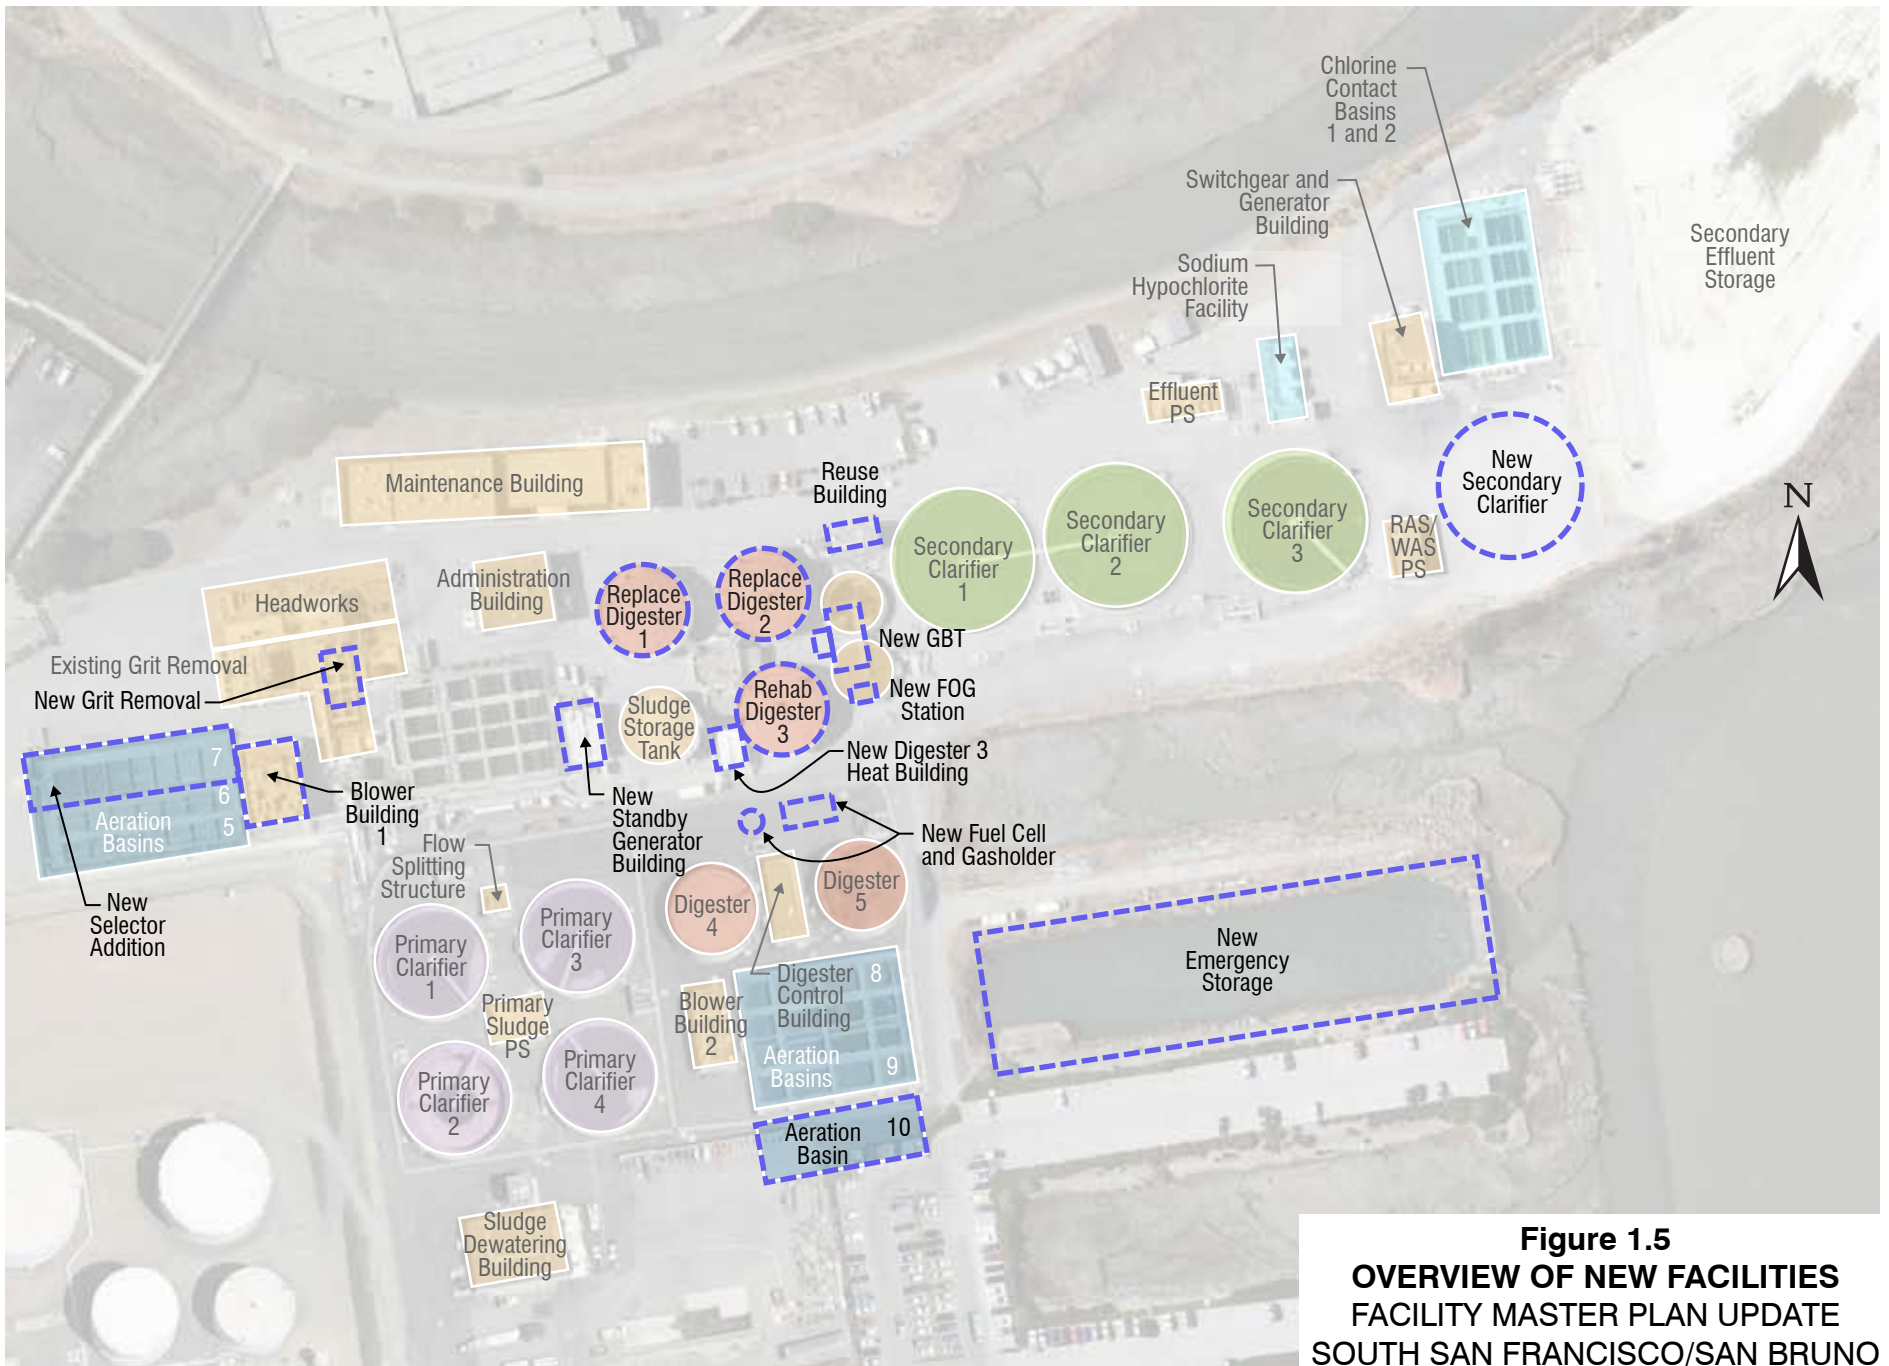 Chlorine
Contact
Basins
1 and 2
Switchgear and
Generator
Building
Sodium
Hypochlorite
Facility
Secondary
Effluent
Storage
Effluent
PS
New
Secondary
Clarifier
N
Maintenance Building
Reuse
Building
Secondary
Clarifier
1
Secondary
Clarifier
2
Secondary
Clarifier
3
RAS/
WAS
PS
Headworks
Administration
Building
Replace
Digester
1
Replace
Digester
2
New GBT
Existing Grit Removal
New Grit Removal
Sludge
Storage
Tank
Rehab
Digester
3
New FOG
Station
New Digester 3
Heat Building
7
6
5
Aeration
Basins
Blower
Building
1
New
Standby
Generator
Building
New Fuel Cell
and Gasholder
Flow
Splitting
Structure
New
Selector
Addition
Primary
Clarifier
1
Primary
Clarifier
3
Digester
4
Digester
5
New
Emergency
Storage
Primary
Sludge
PS
Blower
Building
2
Digester
Control
Building
8
Aeration
Basins
9
Primary
Clarifier
2
Primary
Clarifier
4
Aeration
Basin
10
Sludge
Dewatering
Building
Figure 1.5
OVERVIEW OF NEW FACILITIES
FACILITY MASTER PLAN UPDATE
SOUTH SAN FRANCISCO/SAN BRUNO